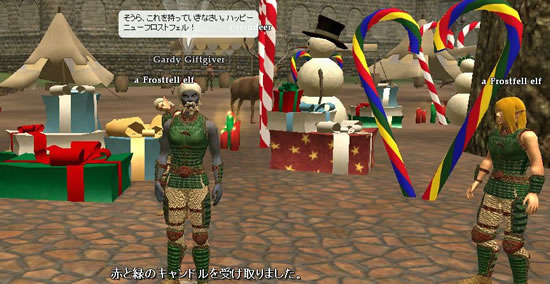 そうら、これを持っていきなさい。ハッピー
ニューフロストフェル！
Gardy Giftgiver
a Frostfell elf
a Frostfell elf
赤と緑のキャンドルを受け取りました。